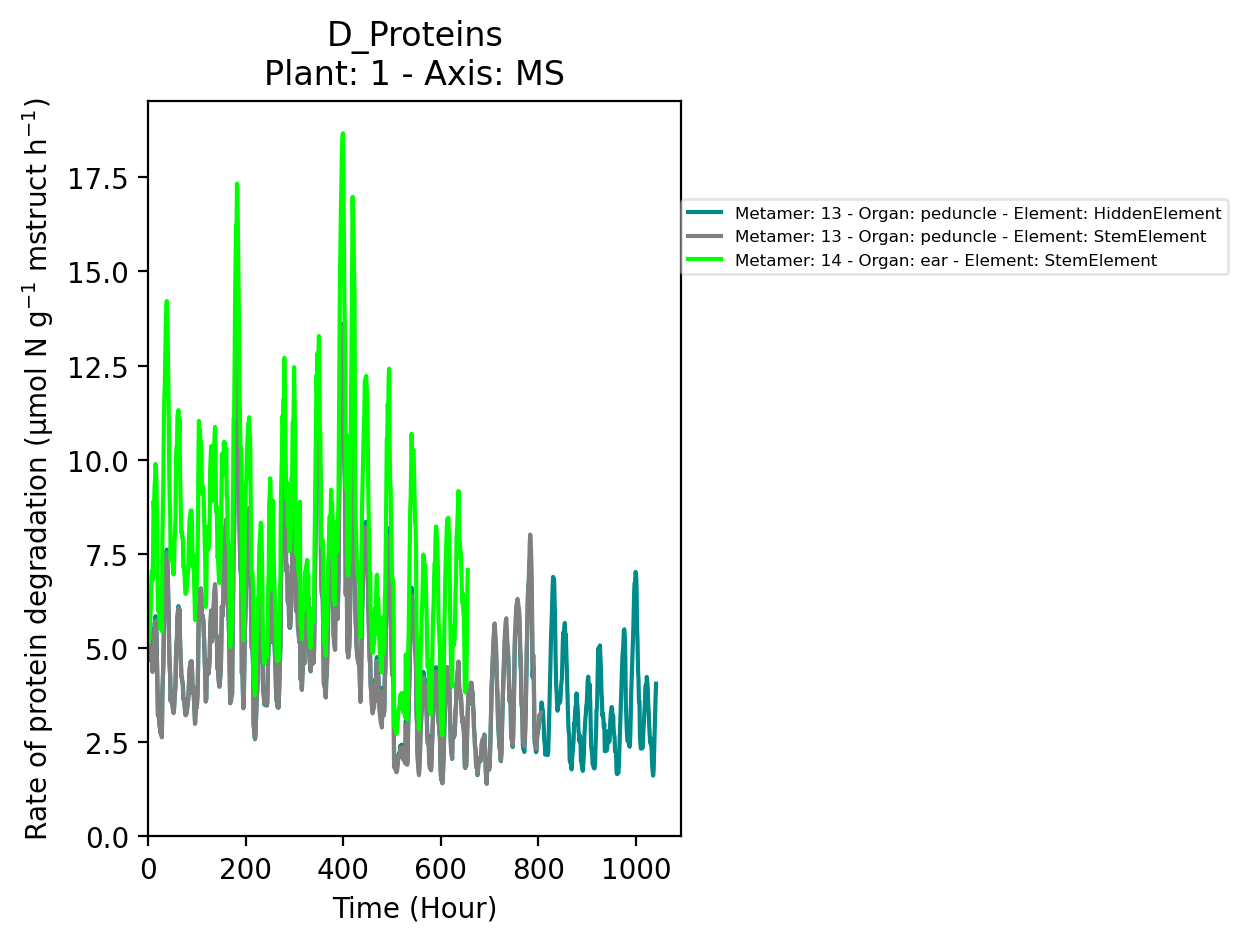 D_Proteins
Plant: 1 - Axis: MS
Rate of protein degradation (µmol N g⁻¹ mstruct h⁻¹)
17.5
15.0
12.5
10.0
7.5
5.0
2.5
0.0
0 200 400 600 800 1000
Time (Hour)
Metamer: 13 - Organ: peduncle - Element: HiddenElement
Metamer: 13 - Organ: peduncle - Element: StemElement
Metamer: 14 - Organ: ear - Element: StemElement